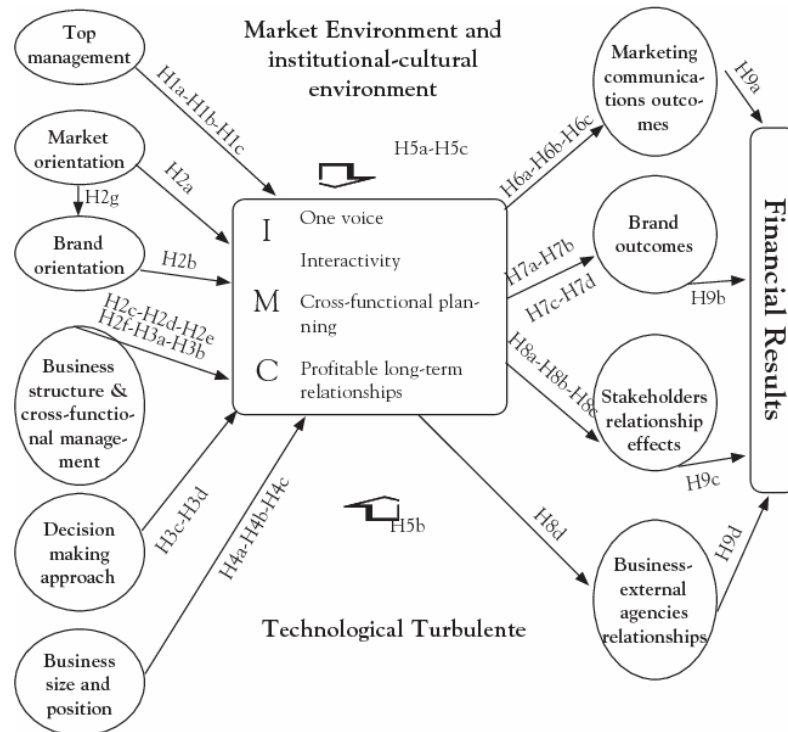 Top
management
Market Environment and
institutional-cultural
environment
Marketing
communica-
tions outco-
mes
H9a
H1a-H1b-H1c
Market
orientation
H2a
H2g
Brand
orientation
H2b
H5a-H5c
H6a-H6b-H6c
I
One voice
Interactivity
M
Cross-functional plan-
ning
C
Profitable long-term
relationships
H7a-H7b
H7c-H7d
Brand
outcomes
H9b
Financial Results
H2c-H2d-H2e
H2f-H3a-H3b
Business
structure &
cross-functio-
nal manage-
ment
H8a-H8b-H8c
Stakeholders
relationship
effects
H9c
Decision
making
approach
H3c-H3d
H4a-H4b-H4c
H5b
H8d
H9d
Business-
external
agencies
relationships
Technological Turbulente
Business
size and
position